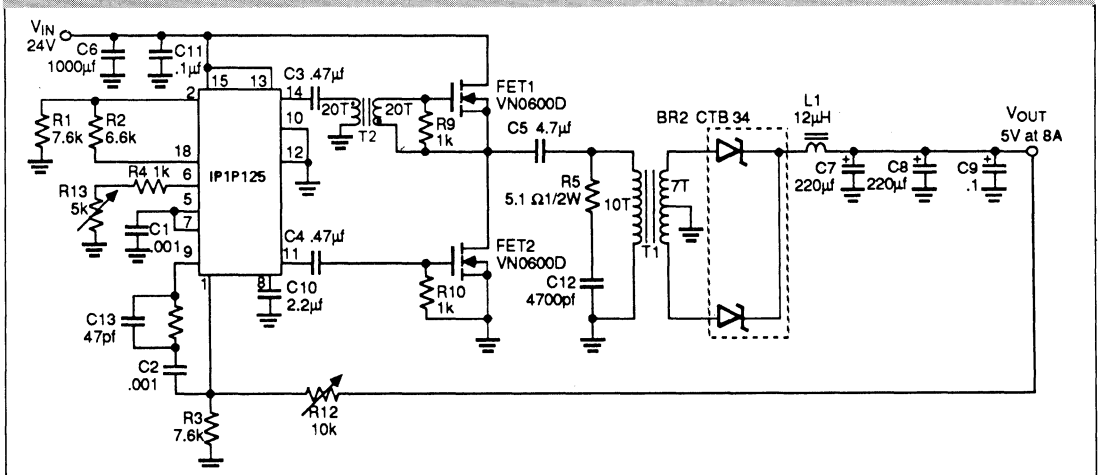 VIN
24V
C6
1000µf
C11
.1µf
15
13
2
14
C3 .47µf
20T
20T
T2
FET1
VN0600D
R9
1k
C5 4.7µf
BR2 CTB 34
L1
12µH
VOUT
5V at 8A
R1
7.6k
R2
6.6k
10
12
18
R4 1k
6
IP1P125
R13
5k
5
7
C1
.001
9
1
8
11
C4 .47µf
C10
2.2µf
R10
1k
FET2
VN0600D
R5
5.1 Ω1/2W
10T
7T
T1
C12
4700pf
C7
220µf
C8
220µf
C9
.1
+
+
+
C13
47pf
C2
.001
R3
7.6k
R12
10k